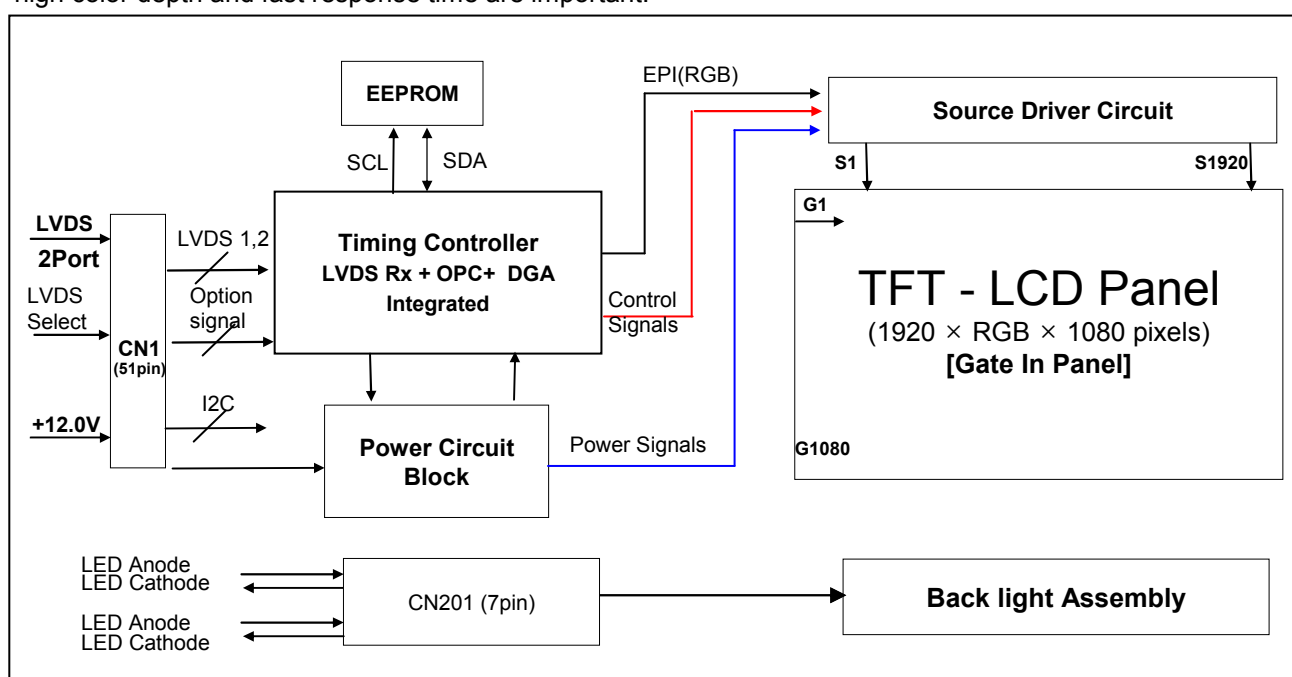 high color depth and fast response time are important.
EEPROM
SCL
SDA
EPI(RGB)
Source Driver Circuit
S1
S1920
LVDS
2Port
LVDS
Select
+12.0V
CN1
(51pin)
LVDS 1,2
Option
signal
I2C
Timing Controller
LVDS Rx + OPC+ DGA
Integrated
Control
Signals
Power Circuit
Block
Power Signals
G1
TFT - LCD Panel
(1920 × RGB × 1080 pixels)
[Gate In Panel]
G1080
LED Anode
LED Cathode
LED Anode
LED Cathode
CN201 (7pin)
Back light Assembly